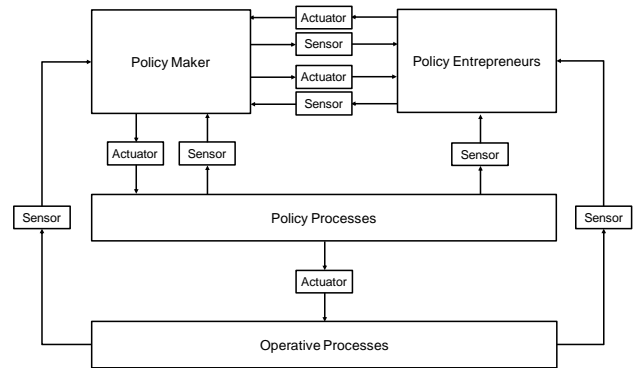 Actuator
Policy Maker
Sensor
Policy Entrepreneurs
Actuator
Sensor
Actuator
Sensor
Sensor
Sensor
Policy Processes
Sensor
Actuator
Operative Processes